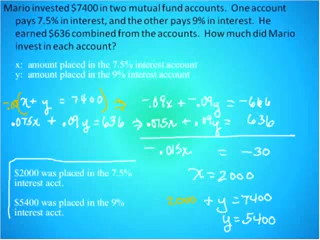 Mario invested $7400 in two mutual fund accounts. One account
pays 7.5% in interest, and the other pays 9% in interest. He
earned $636 combined from the accounts. How much did Mario
invest in each account?
x: amount placed in the 7.5% interest account
y: amount placed in the 9% interest account
(x + y = 7400) ⇒
.075x + .09y = 636
-.09x + -.09y = -666
⇒ .075x + .09y = 636
-.015x = -30
x = 2000
2000 + y = 7400
y = 5400
$2000 was placed in the 7.5%
interest acct.
$5400 was placed in the 9%
interest acct.